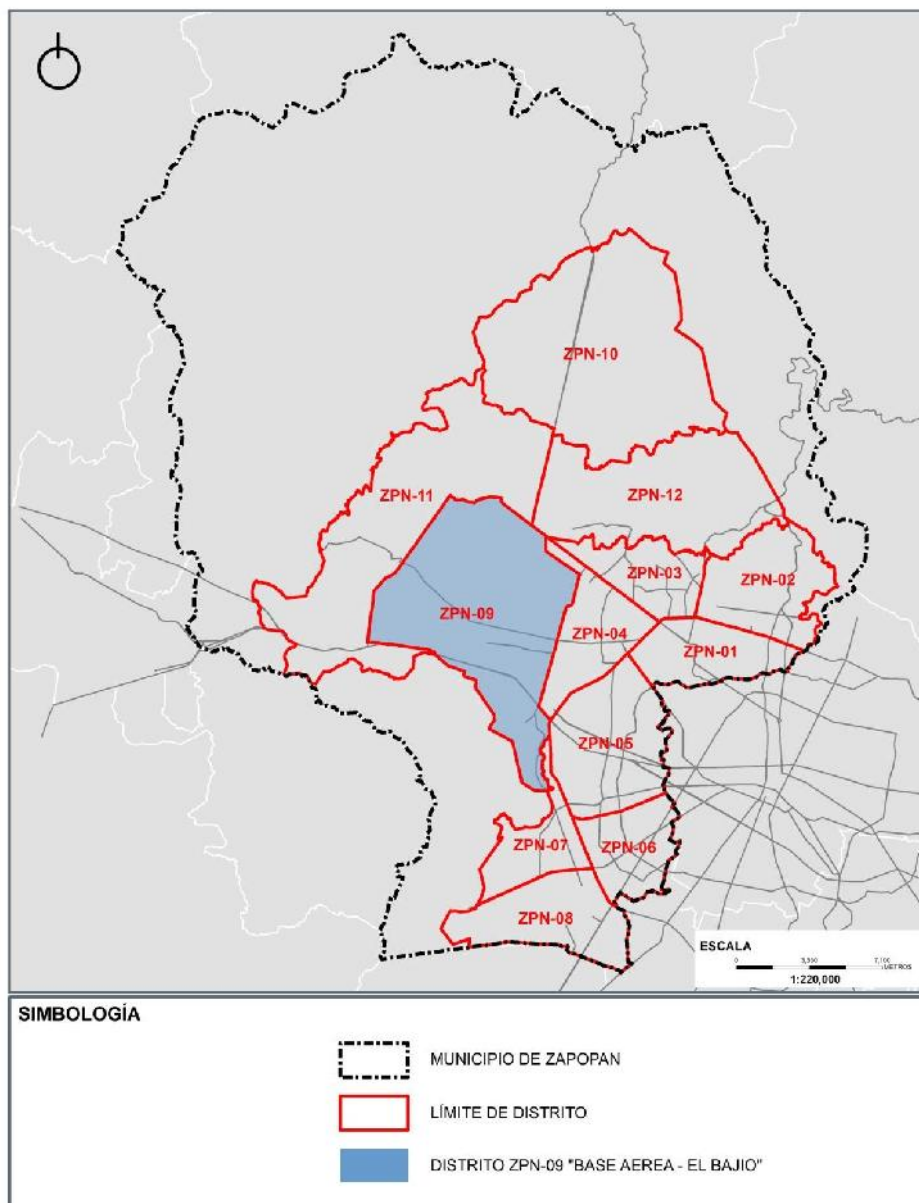 ZPN-10
ZPN-11
ZPN-12
ZPN-03
ZPN-02
ZPN-09
ZPN-04
ZPN-01
ZPN-05
ZPN-07
ZPN-06
ZPN-08
ESCALA
0
METROS
1:220,000
SIMBOLOGÍA
MUNICIPIO DE ZAPOPAN
LÍMITE DE DISTRITO
DISTRITO ZPN-09 "BASE AEREA - EL BAJIO"